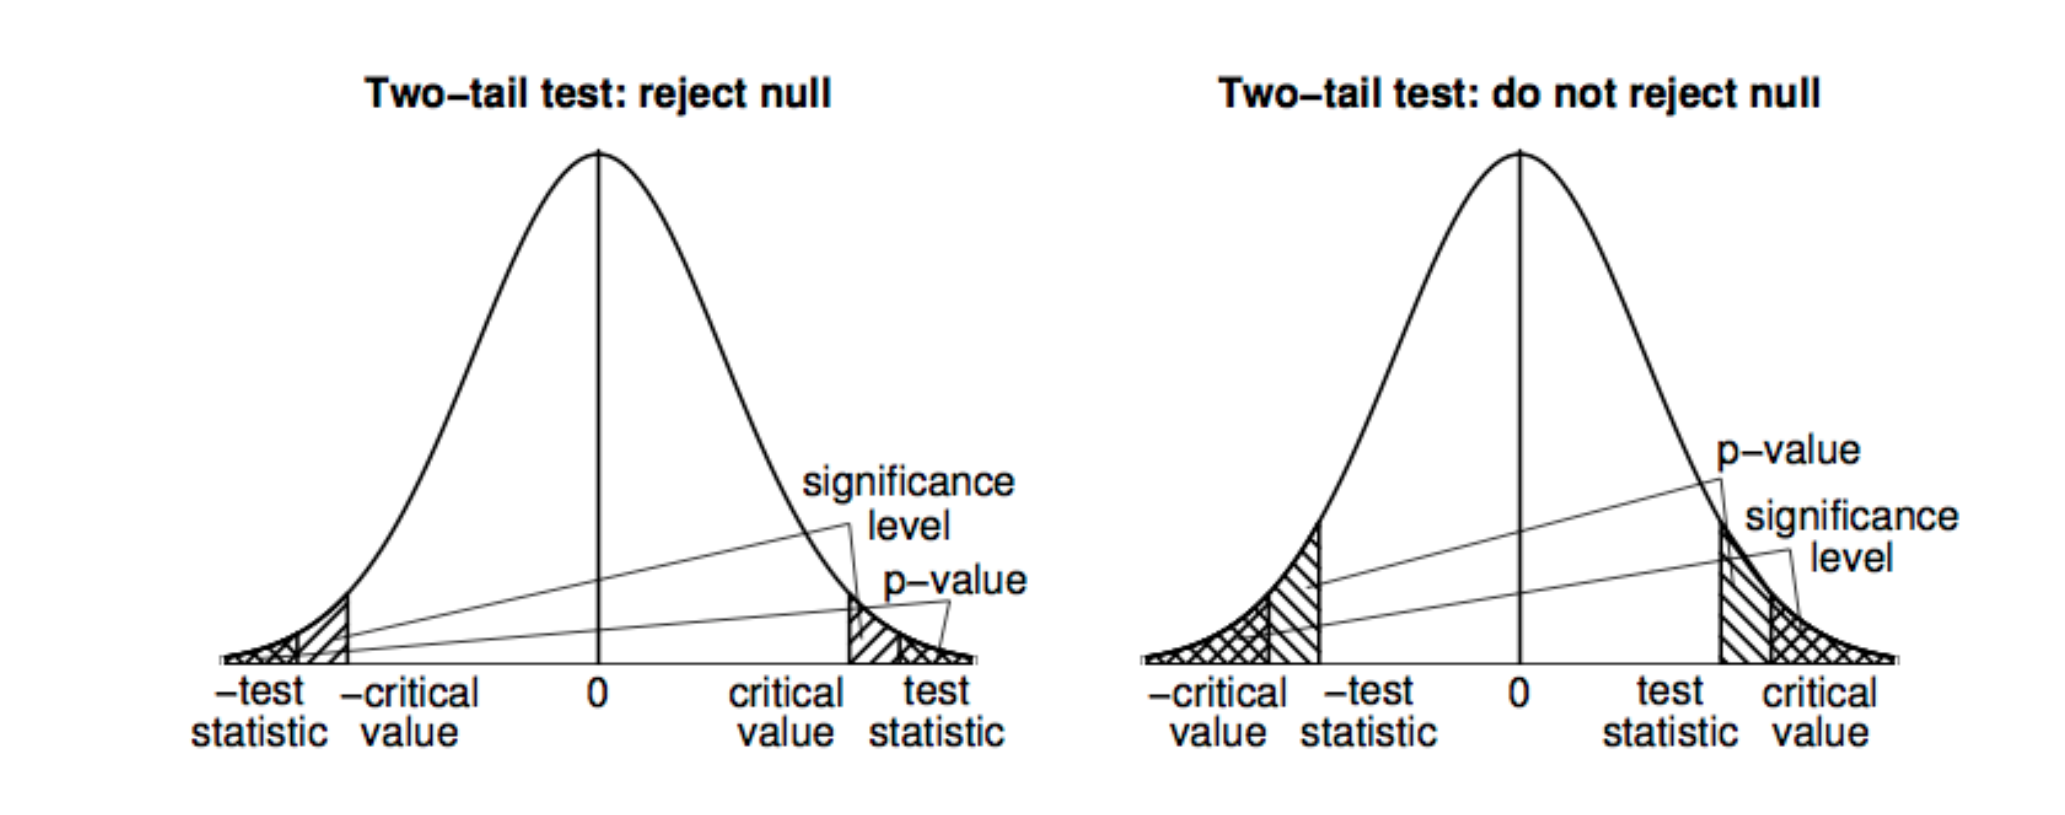 Two–tail test: reject null
significance
level
p–value
–test
statistic
–critical
value
0
critical
value
test
statistic
Two–tail test: do not reject null
p–value
significance
level
–critical
value
–test
statistic
0
test
statistic
critical
value